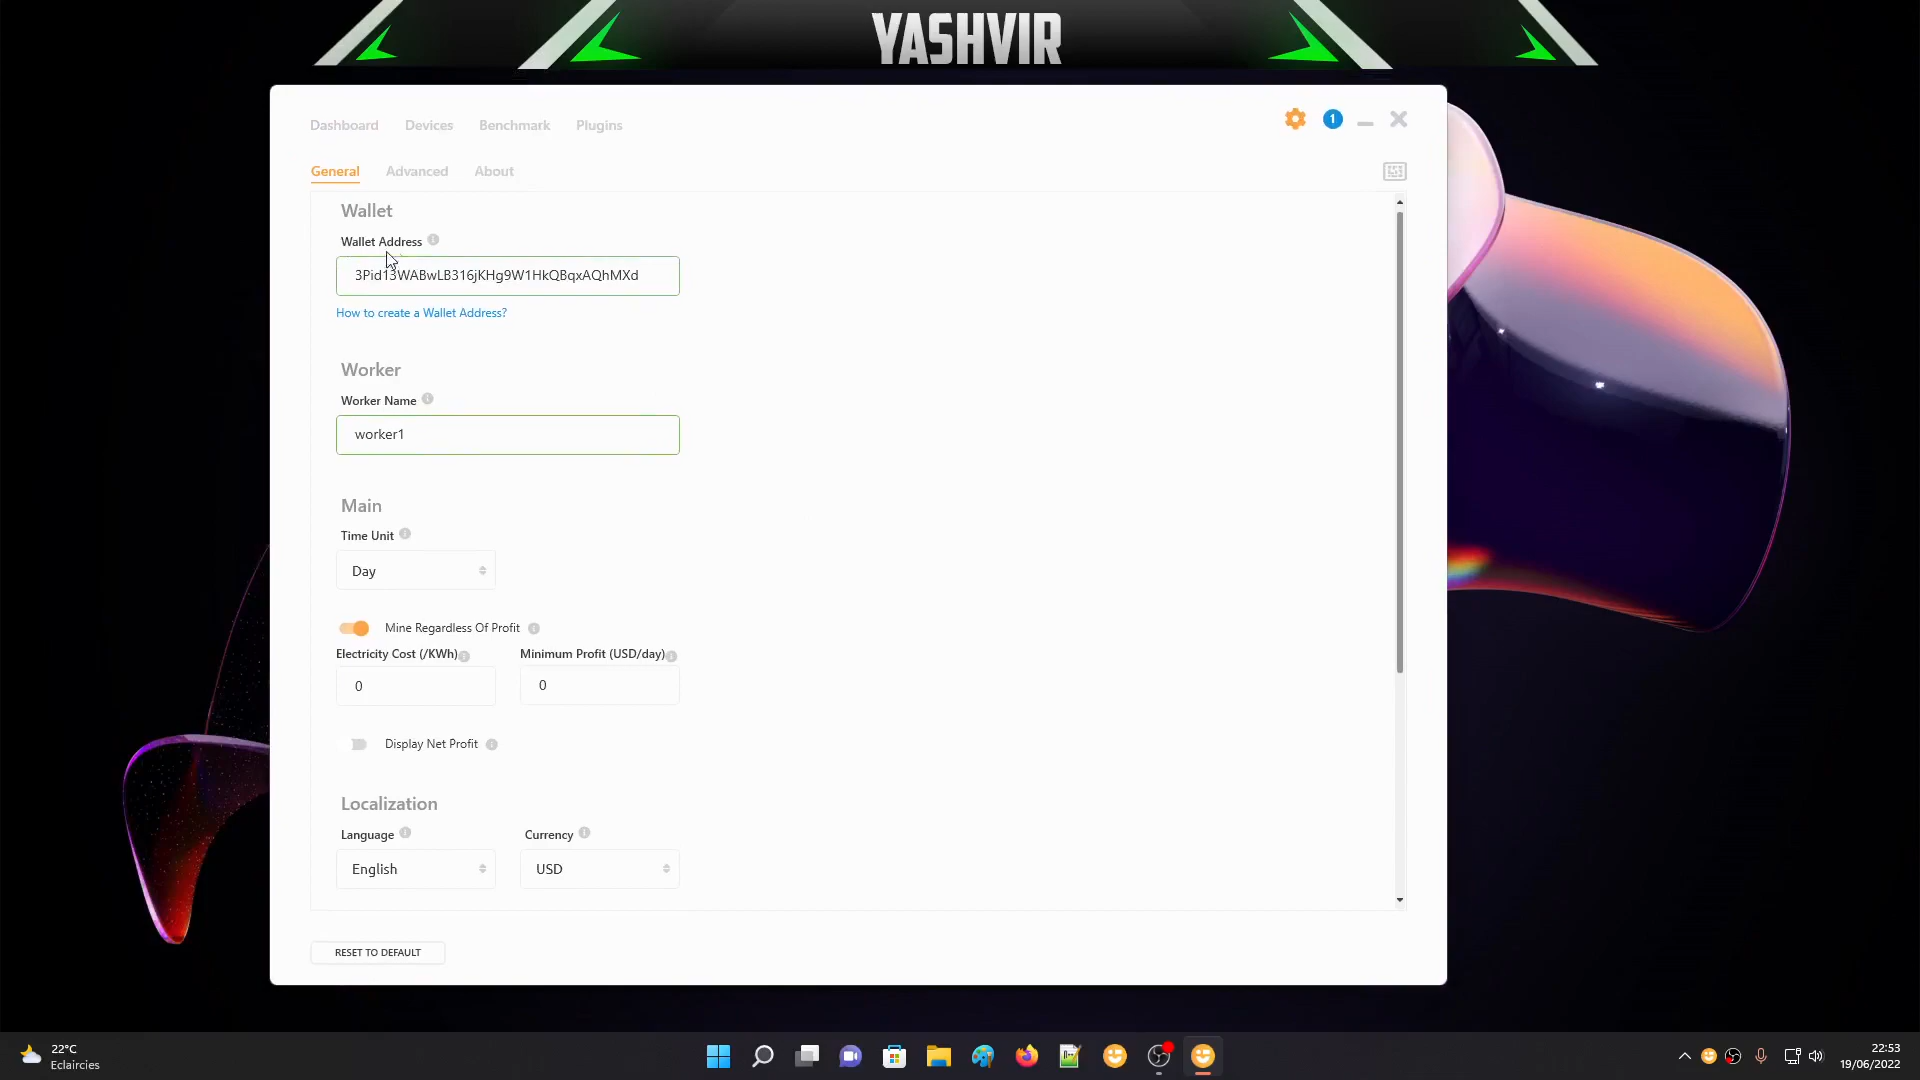 YASHVIR
Dashboard Devices Benchmark Plugins
1
General Advanced About
Wallet
Wallet Address
3Pid13WABwLB316jKHg9W1HkQBqxAQhMXd
How to create a Wallet Address?
Worker
Worker Name
worker1
Main
Time Unit
Day
Mine Regardless Of Profit
Electricity Cost (/KWh) Minimum Profit (USD/day)
0 0
Display Net Profit
Localization
Language Currency
English USD
RESET TO DEFAULT
22°C
Eclaircies
22:53
19/06/2022